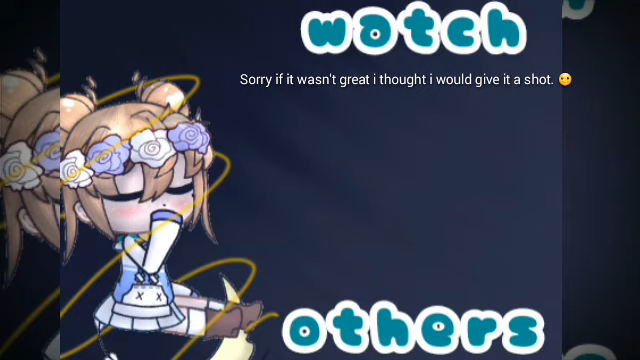 watch
Sorry if it wasn't great i thought i would give it a shot. 🤔
others